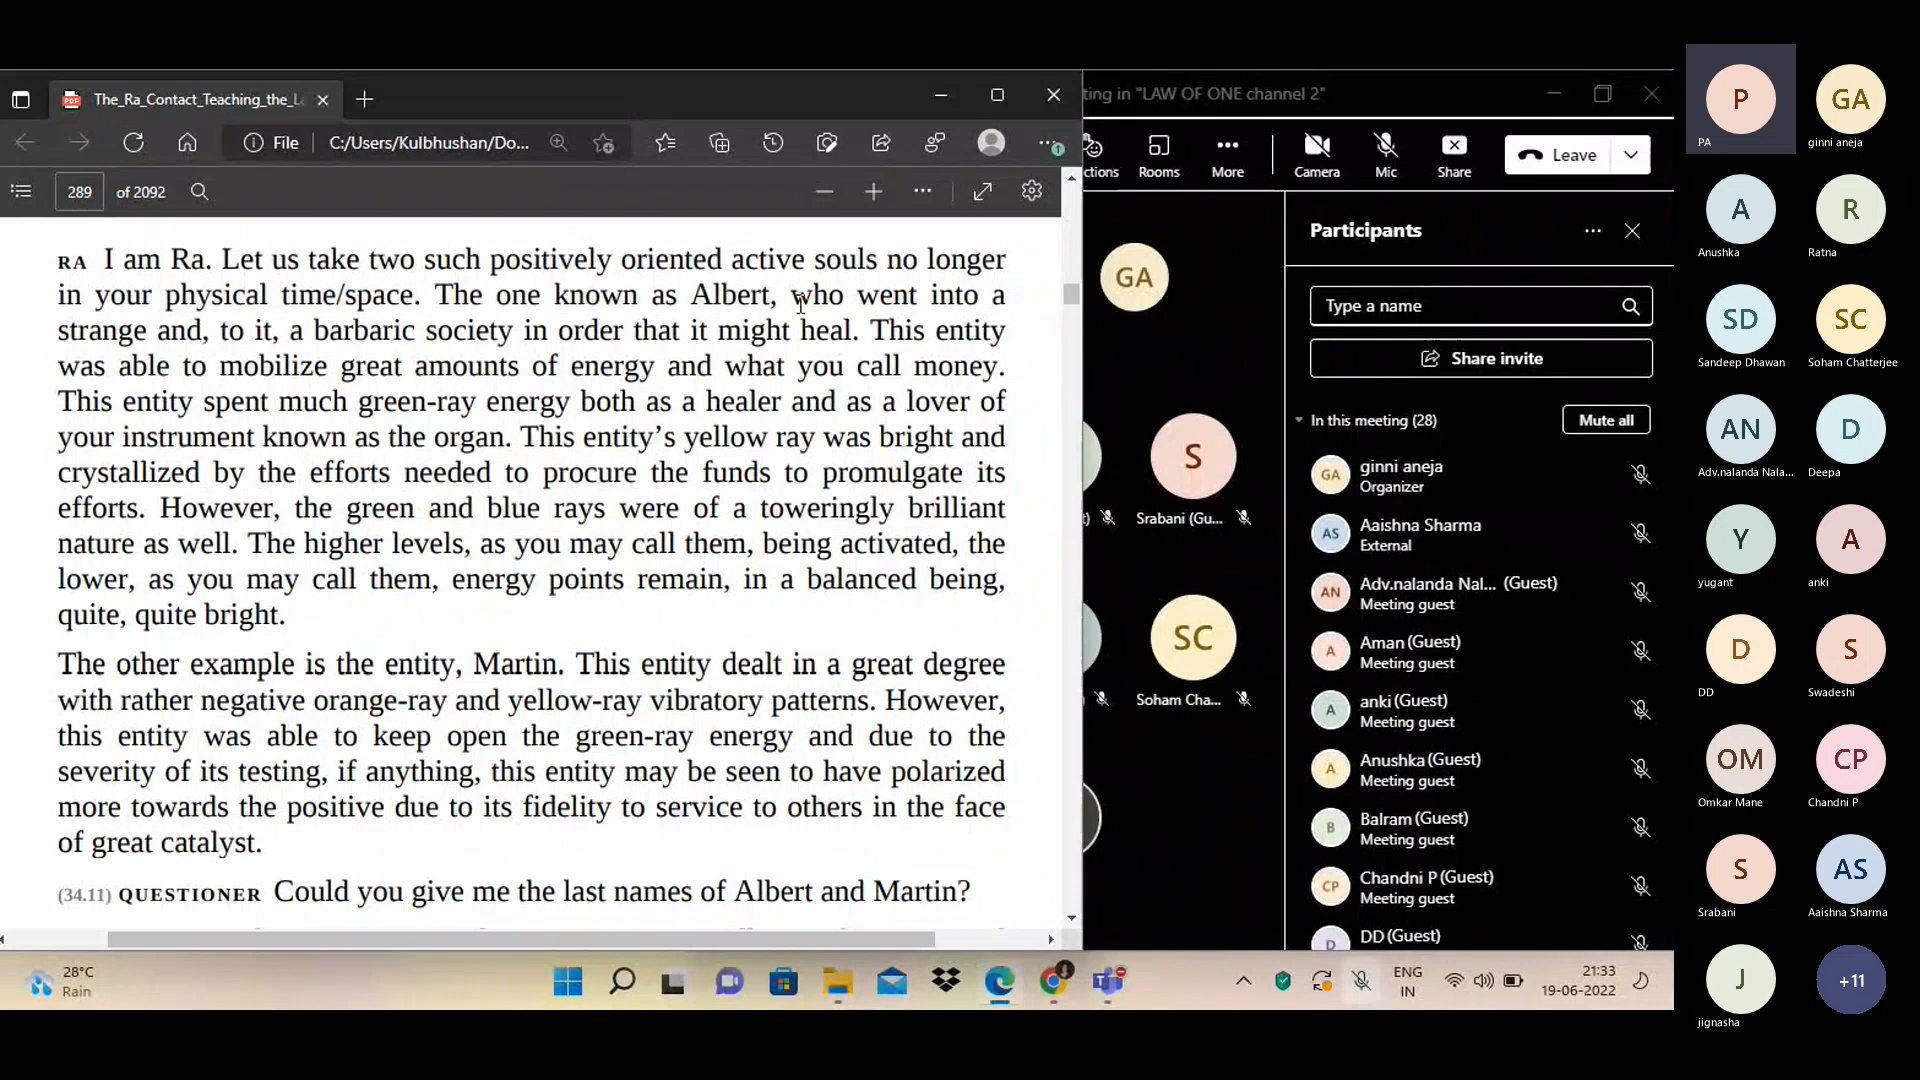 The_Ra_Contact_Teaching_the_L
ting in "LAW OF ONE channel 2"
File
C:/Users/Kulbhushan/Do...
289 of 2092
RA I am Ra. Let us take two such positively oriented active souls no longer
in your physical time/space. The one known as Albert, who went into a
strange and, to it, a barbaric society in order that it might heal. This entity
was able to mobilize great amounts of energy and what you call money.
This entity spent much green-ray energy both as a healer and as a lover of
your instrument known as the organ. This entity’s yellow ray was bright and
crystallized by the efforts needed to procure the funds to promulgate its
efforts. However, the green and blue rays were of a toweringly brilliant
nature as well. The higher levels, as you may call them, being activated, the
lower, as you may call them, energy points remain, in a balanced being,
quite, quite bright.
The other example is the entity, Martin. This entity dealt in a great degree
with rather negative orange-ray and yellow-ray vibratory patterns. However,
this entity was able to keep open the green-ray energy and due to the
severity of its testing, if anything, this entity may be seen to have polarized
more towards the positive due to its fidelity to service to others in the face
of great catalyst.
(34.11) QUESTIONER Could you give me the last names of Albert and Martin?
ctions
Rooms
More
Camera
Mic
Share
Leave
GA
S
Srabani (Gu...
SC
Soham Cha...
Participants
Type a name
Share invite
In this meeting (28)
Mute all
GA
ginni aneja
Organizer
AS
Aaishna Sharma
External
AN
Adv.nalanda Nal... (Guest)
Meeting guest
A
Aman (Guest)
Meeting guest
A
anki (Guest)
Meeting guest
A
Anushka (Guest)
Meeting guest
B
Balram (Guest)
Meeting guest
CP
Chandni P (Guest)
Meeting guest
D
DD (Guest)
P
PA
GA
ginni aneja
A
Anushka
R
Ratna
SD
Sandeep Dhawan
SC
Soham Chatterjee
AN
Adv.nalanda Nala...
D
Deepa
Y
yugant
A
anki
D
DD
S
Swadeshi
OM
Omkar Mane
CP
Chandni P
S
Srabani
AS
Aaishna Sharma
J
jignasha
+11
28°C
Rain
ENG
IN
21:33
19-06-2022